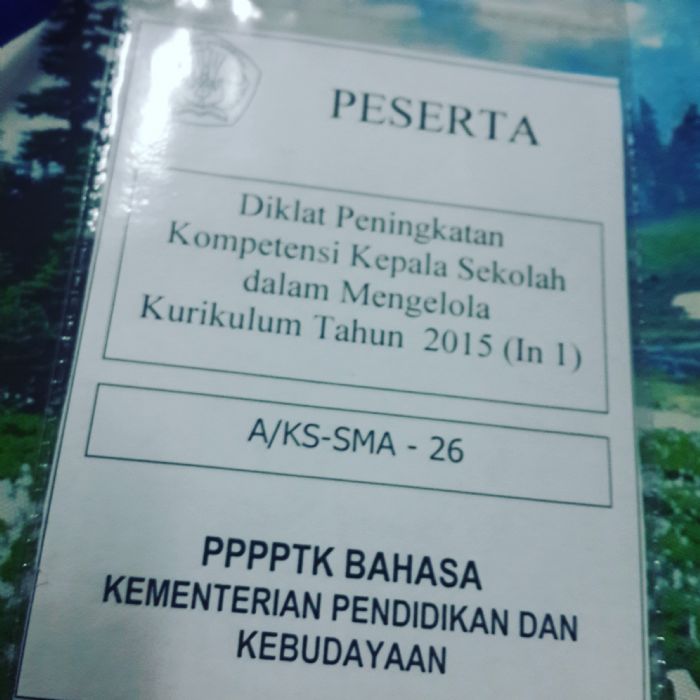 PESERTA
Diklat Peningkatan
Kompetensi Kepala Sekolah
dalam Mengelola
Kurikulum Tahun 2015 (In 1)
A/KS-SMA - 26
PPPPTK BAHASA
KEMENTERIAN PENDIDIKAN DAN
KEBUDAYAAN